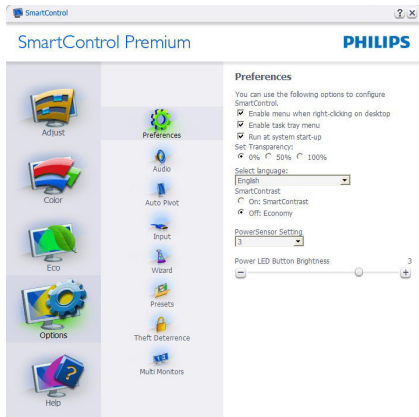 SmartControl
SmartControl Premium
PHILIPS
Adjust
Color
Eco
Options
Help
Preferences
Audio
Auto Pivot
Input
Wizard
Presets
Theft Deterrence
Multi Monitors
Preferences
You can use the following options to configure
SmartControl.
Enable menu when right-clicking on desktop
Enable task tray menu
Run at system start-up
Set Transparency:
0% 50% 100%
Select language:
English
SmartContrast
On: SmartContrast
Off: Economy
PowerSensor Setting
3
Power LED Button Brightness 3